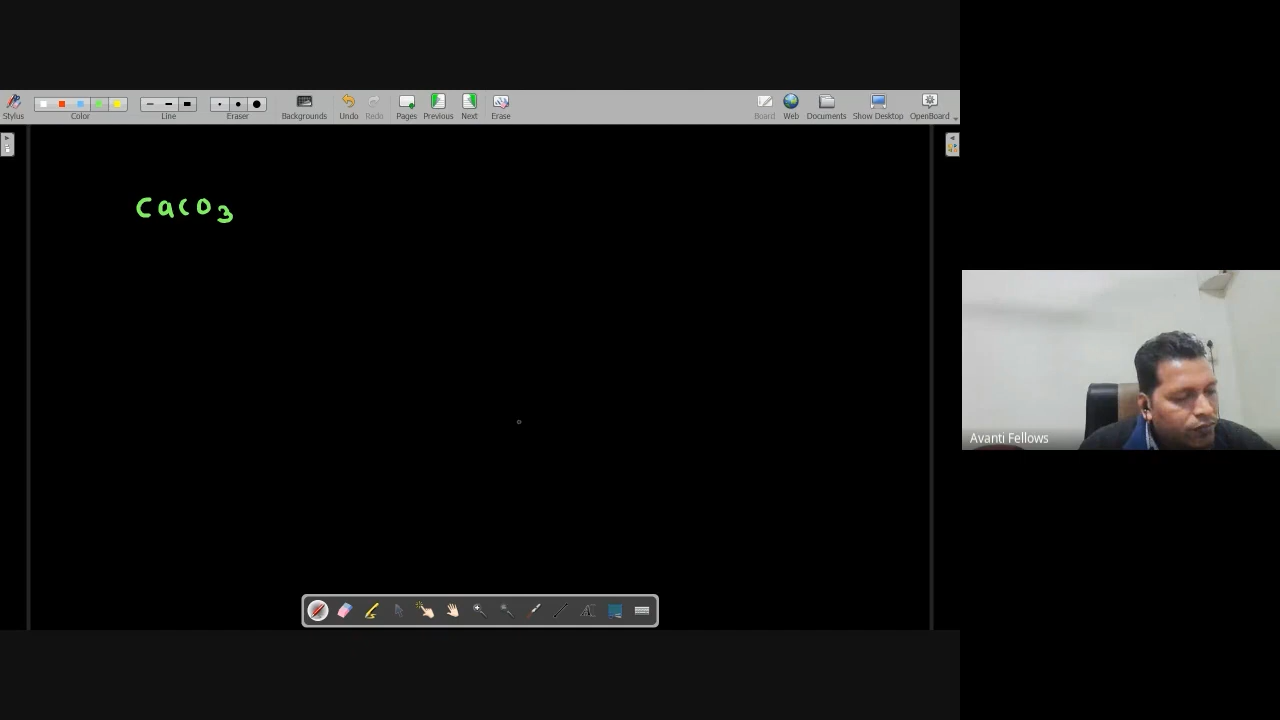 Stylus Color Line Eraser Backgrounds Undo Redo Pages Previous Next Erase Board Web Documents Show Desktop OpenBoard
CaCO3
Avanti Fellows